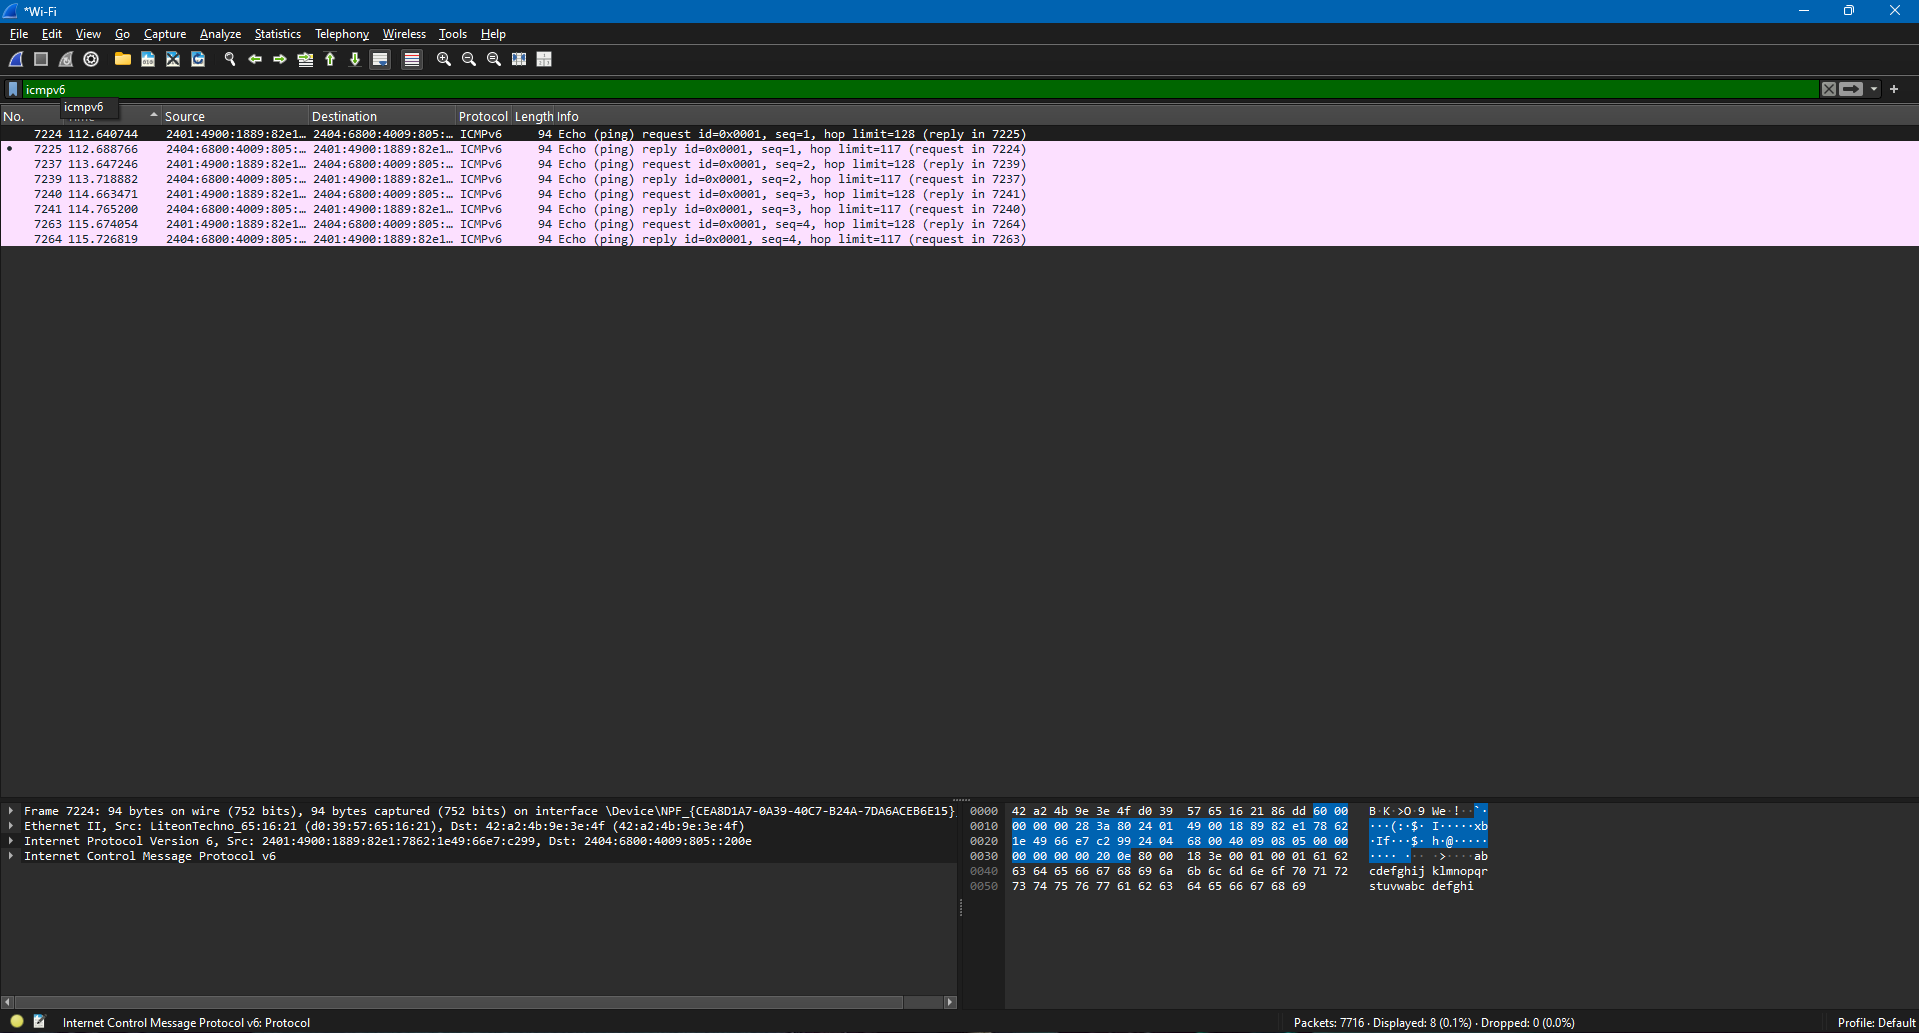 *Wi-Fi
File Edit View Go Capture Analyze Statistics Telephony Wireless Tools Help
icmpv6
icmpv6
No. Source Destination Protocol Length Info
7224 112.640744 2401:4900:1889:82e1… 2404:6800:4009:805:… ICMPv6 94 Echo (ping) request id=0x0001, seq=1, hop limit=128 (reply in 7225)
7225 112.688766 2404:6800:4009:805:… 2401:4900:1889:82e1… ICMPv6 94 Echo (ping) reply id=0x0001, seq=1, hop limit=117 (request in 7224)
7237 113.647246 2401:4900:1889:82e1… 2404:6800:4009:805:… ICMPv6 94 Echo (ping) request id=0x0001, seq=2, hop limit=128 (reply in 7239)
7239 113.718882 2404:6800:4009:805:… 2401:4900:1889:82e1… ICMPv6 94 Echo (ping) reply id=0x0001, seq=2, hop limit=117 (request in 7237)
7240 114.663471 2401:4900:1889:82e1… 2404:6800:4009:805:… ICMPv6 94 Echo (ping) request id=0x0001, seq=3, hop limit=128 (reply in 7241)
7241 114.765200 2404:6800:4009:805:… 2401:4900:1889:82e1… ICMPv6 94 Echo (ping) reply id=0x0001, seq=3, hop limit=117 (request in 7240)
7263 115.674054 2401:4900:1889:82e1… 2404:6800:4009:805:… ICMPv6 94 Echo (ping) request id=0x0001, seq=4, hop limit=128 (reply in 7264)
7264 115.726819 2404:6800:4009:805:… 2401:4900:1889:82e1… ICMPv6 94 Echo (ping) reply id=0x0001, seq=4, hop limit=117 (request in 7263)
Frame 7224: 94 bytes on wire (752 bits), 94 bytes captured (752 bits) on interface \Device\NPF_{CEA8D1A7-0A39-40C7-B24A-7DA6ACEB6E15}
Ethernet II, Src: LiteonTechno_65:16:21 (d0:39:57:65:16:21), Dst: 42:a2:4b:9e:3e:4f (42:a2:4b:9e:3e:4f)
Internet Protocol Version 6, Src: 2401:4900:1889:82e1:7862:1e49:66e7:c299, Dst: 2404:6800:4009:805::200e
Internet Control Message Protocol v6
0000 42 a2 4b 9e 3e 4f d0 39 57 65 16 21 86 dd 60 00 B·K·>O·9 We·!··`·
0010 00 00 00 28 3a 80 24 01 49 00 18 89 82 e1 78 62 ···(:·$· I·····xb
0020 1e 49 66 e7 c2 99 24 04 68 00 40 09 08 05 00 00 ·If···$· h·@·····
0030 00 00 00 00 20 0e 80 00 18 3e 00 01 00 01 61 62 ···· ··· ·>····ab
0040 63 64 65 66 67 68 69 6a 6b 6c 6d 6e 6f 70 71 72 cdefghij klmnopqr
0050 73 74 75 76 77 61 62 63 64 65 66 67 68 69 stuvwabc defghi
Internet Control Message Protocol v6: Protocol
Packets: 7716 · Displayed: 8 (0.1%) · Dropped: 0 (0.0%)
Profile: Default